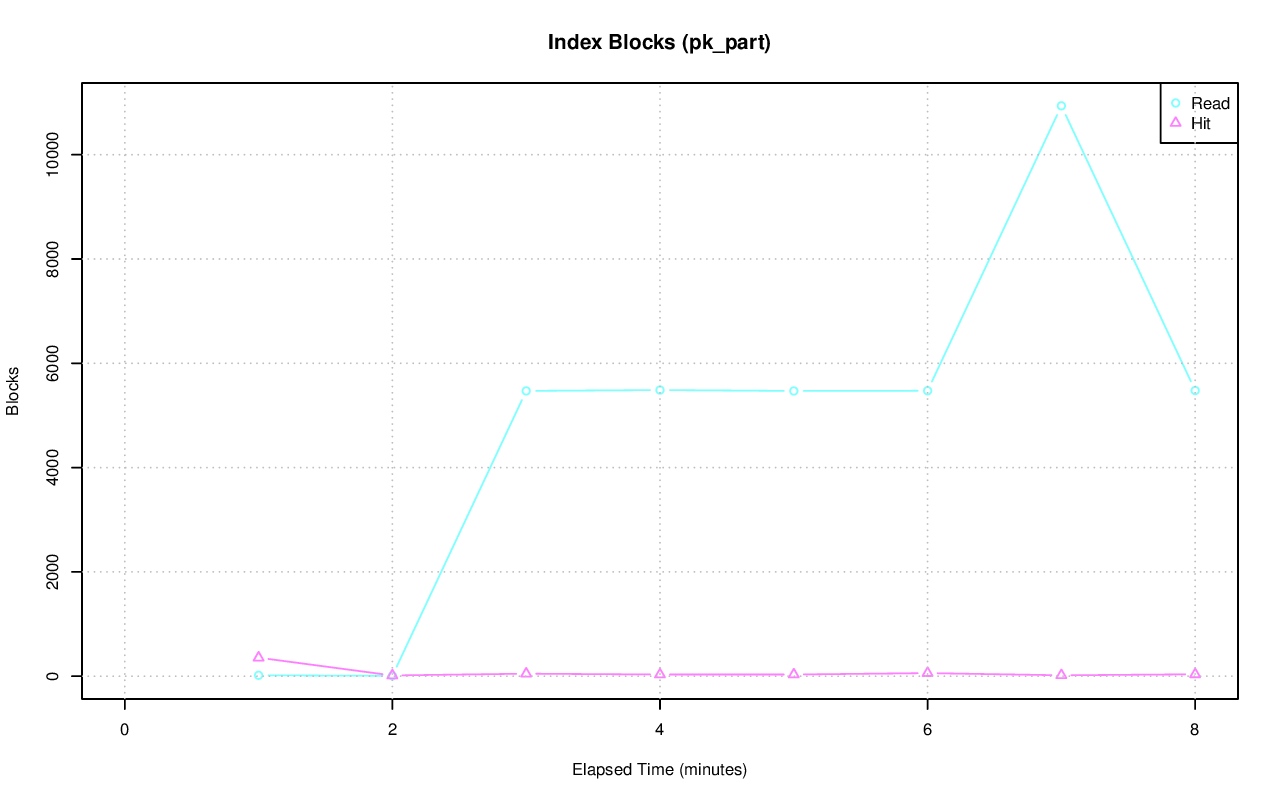 Index Blocks (pk_part)
Read
Hit
10000
8000
6000
4000
2000
0
Blocks
0 2 4 6 8
Elapsed Time (minutes)